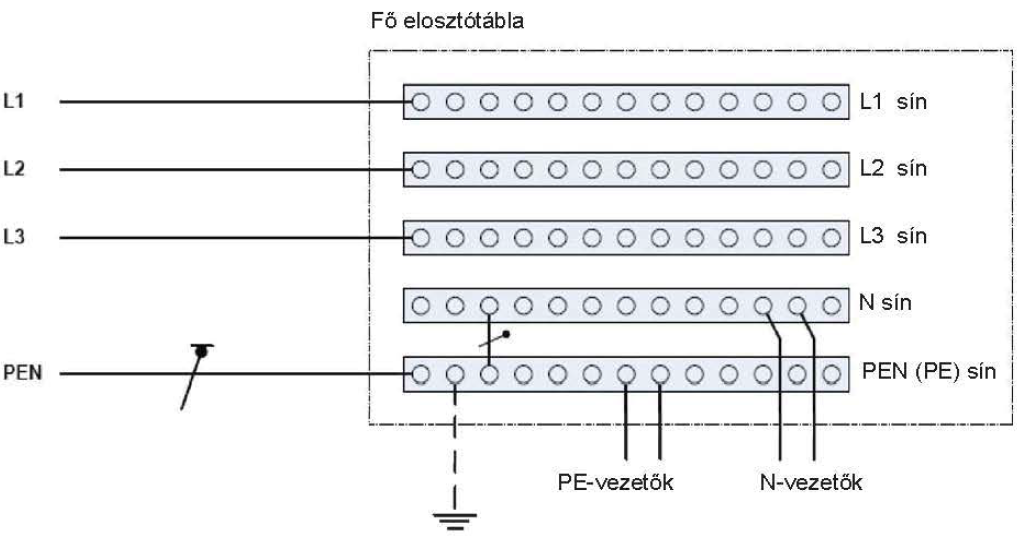 Fő elosztótábla
L1
L1 sín
L2
L2 sín
L3
L3 sín
N sín
PEN
PEN (PE) sín
PE-vezetők
N-vezetők